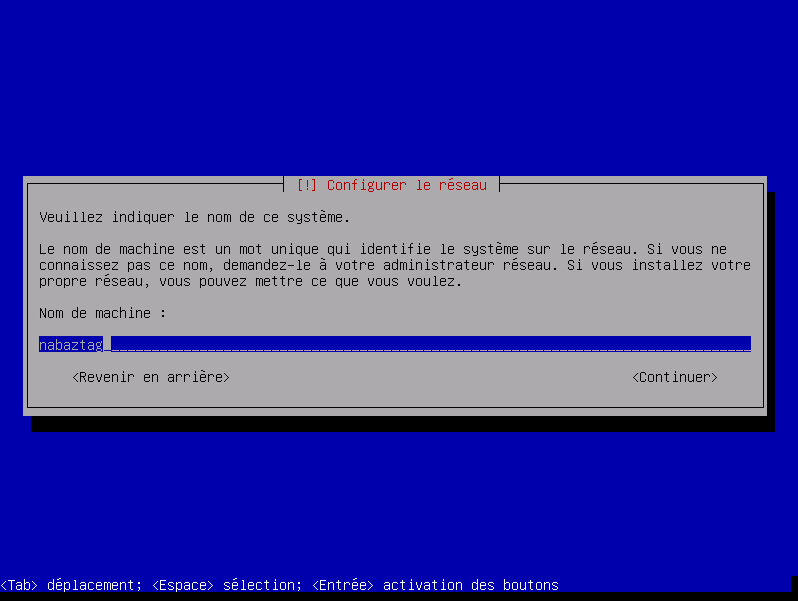 [!] Configurer le réseau
Veuillez indiquer le nom de ce système.
Le nom de machine est un mot unique qui identifie le système sur le réseau. Si vous ne
connaissez pas ce nom, demandez-le à votre administrateur réseau. Si vous installez votre
propre réseau, vous pouvez mettre ce que vous voulez.
Nom de machine :
nabaztag
<Revenir en arrière> <Continuer>
<Tab> déplacement; <Espace> sélection; <Entrée> activation des boutons